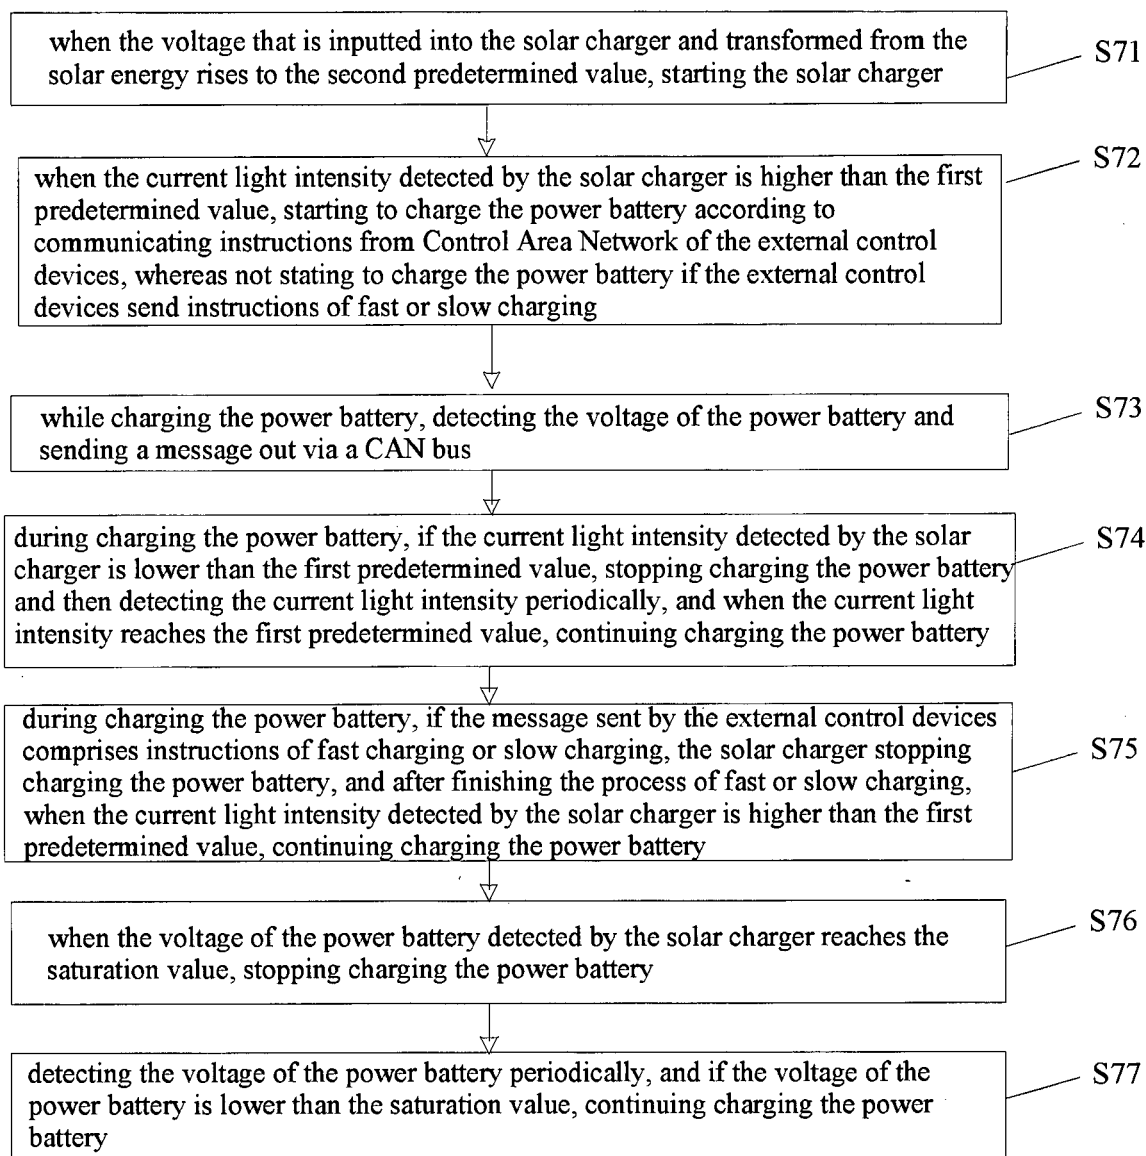 when the voltage that is inputted into the solar charger and transformed from the
solar energy rises to the second predetermined value, starting the solar charger
S71
when the current light intensity detected by the solar charger is higher than the first
predetermined value, starting to charge the power battery according to
communicating instructions from Control Area Network of the external control
devices, whereas not stating to charge the power battery if the external control
devices send instructions of fast or slow charging
S72
while charging the power battery, detecting the voltage of the power battery and
sending a message out via a CAN bus
S73
during charging the power battery, if the current light intensity detected by the solar
charger is lower than the first predetermined value, stopping charging the power battery
and then detecting the current light intensity periodically, and when the current light
intensity reaches the first predetermined value, continuing charging the power battery
S74
during charging the power battery, if the message sent by the external control devices
comprises instructions of fast charging or slow charging, the solar charger stopping
charging the power battery, and after finishing the process of fast or slow charging,
when the current light intensity detected by the solar charger is higher than the first
predetermined value, continuing charging the power battery
S75
when the voltage of the power battery detected by the solar charger reaches the
saturation value, stopping charging the power battery
S76
detecting the voltage of the power battery periodically, and if the voltage of the
power battery is lower than the saturation value, continuing charging the power
battery
S77